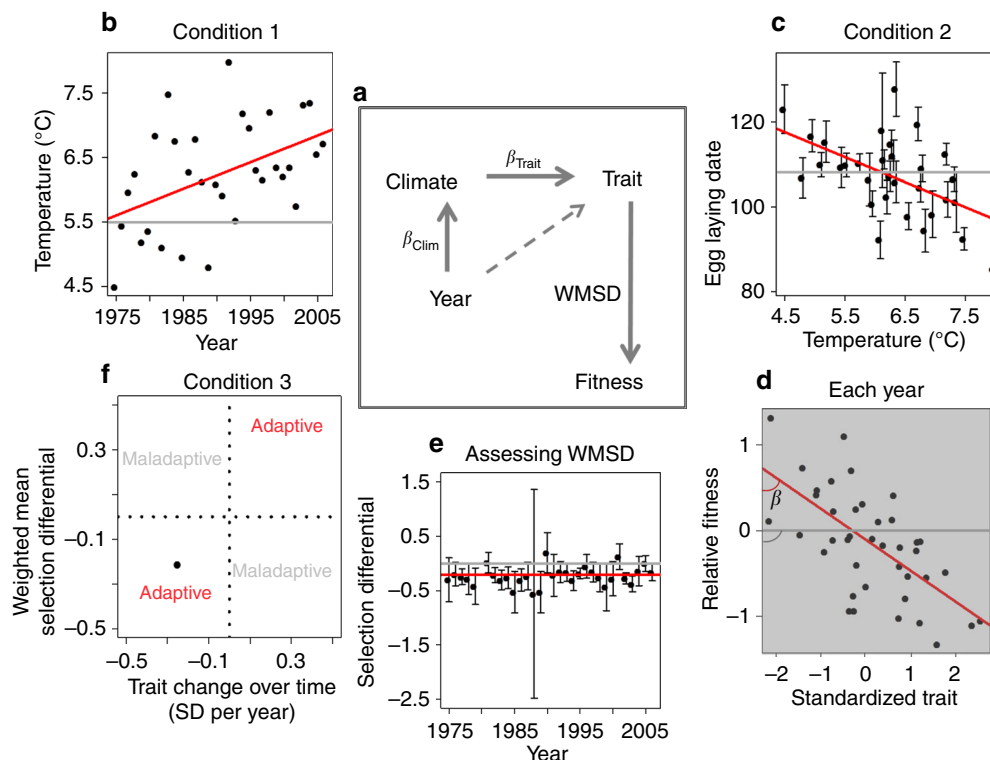 b
Condition 1
Temperature (°C)
7.5
6.5
5.5
4.5
1975
1985
1995
2005
Year
a
Climate
βTrait
Trait
βClim
Year
WMSD
Fitness
c
Condition 2
Egg laying date
120
100
80
4.5
5.5
6.5
7.5
Temperature (°C)
f
Condition 3
Weighted mean
selection differential
0.3
−0.1
−0.5
Adaptive
Maladaptive
Maladaptive
Adaptive
−0.5
−0.1
0.3
Trait change over time
(SD per year)
e
Assessing WMSD
Selection differential
1.5
0.5
−0.5
−1.5
−2.5
1975
1985
1995
2005
Year
d
Each year
Relative fitness
1
0
−1
β
−2
−1
0
1
2
Standardized trait